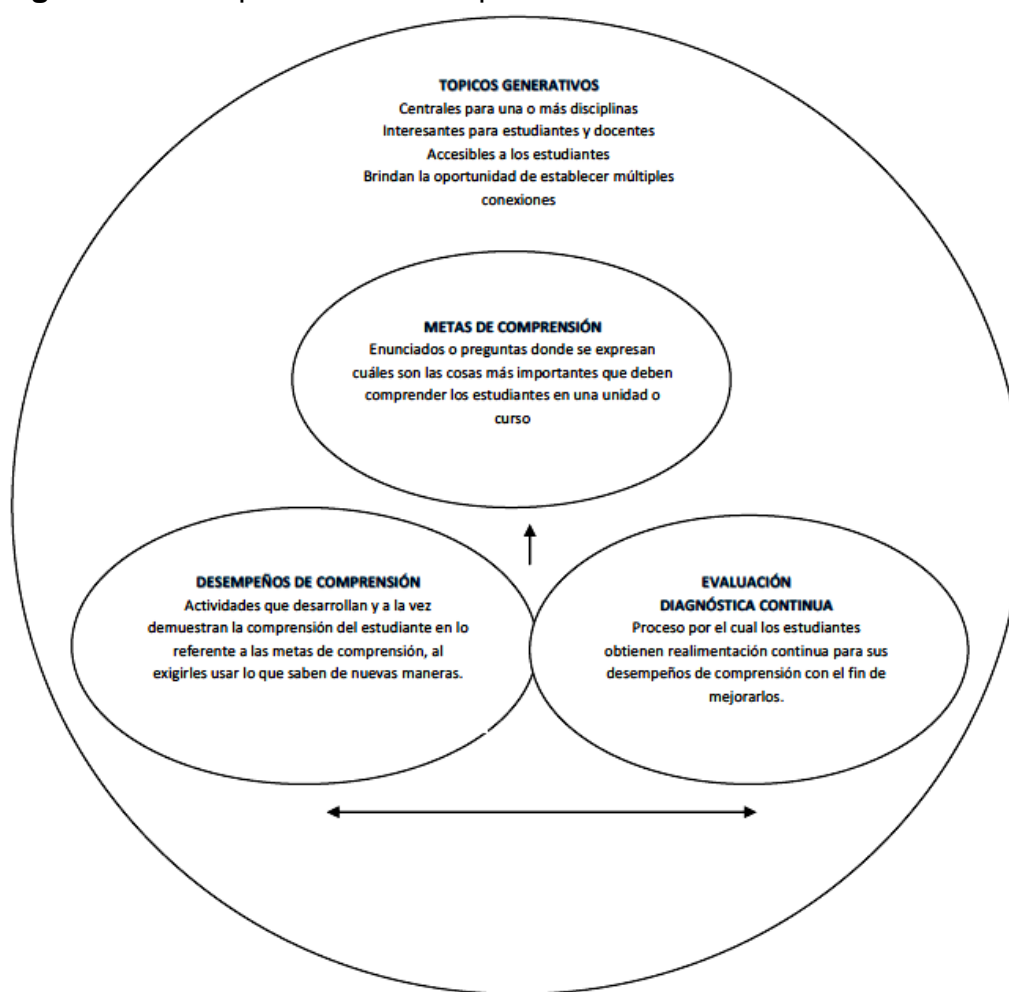 TOPICOS GENERATIVOS
Centrales para una o más disciplinas
Interesantes para estudiantes y docentes
Accesibles a los estudiantes
Brindan la oportunidad de establecer múltiples
conexiones
METAS DE COMPRENSIÓN
Enunciados o preguntas donde se expresan
cuáles son las cosas más importantes que deben
comprender los estudiantes en una unidad o
curso
DESEMPEÑOS DE COMPRENSIÓN
Actividades que desarrollan y a la vez
demuestran la comprensión del estudiante en lo
referente a las metas de comprensión, al
exigirles usar lo que saben de nuevas maneras.
EVALUACIÓN
DIAGNÓSTICA CONTINUA
Proceso por el cual los estudiantes
obtienen realimentación continua para sus
desempeños de comprensión con el fin de
mejorarlos.